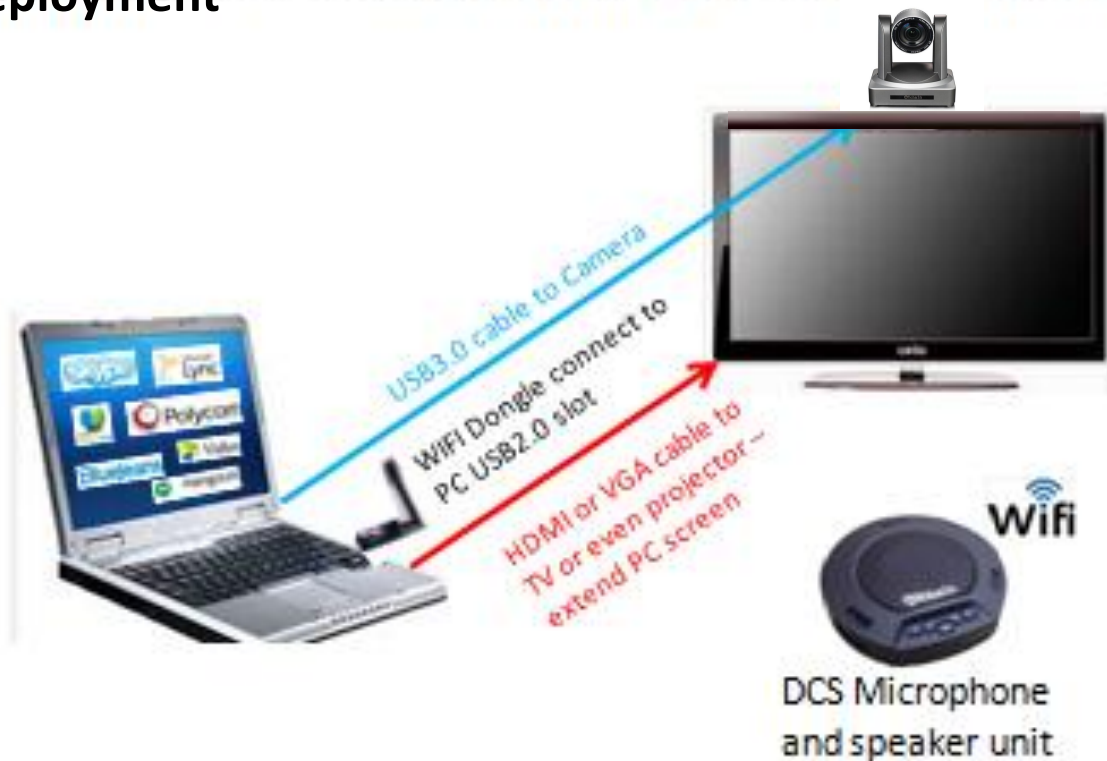 eployment
USB3.0 cable to Camera
WIFI Dongle connect to
PC USB2.0 slot
HDMI or VGA cable to
TV or even projector –
extend PC screen
Lync
Polycom
BlueJeans
Wifi
DCS Microphone
and speaker unit